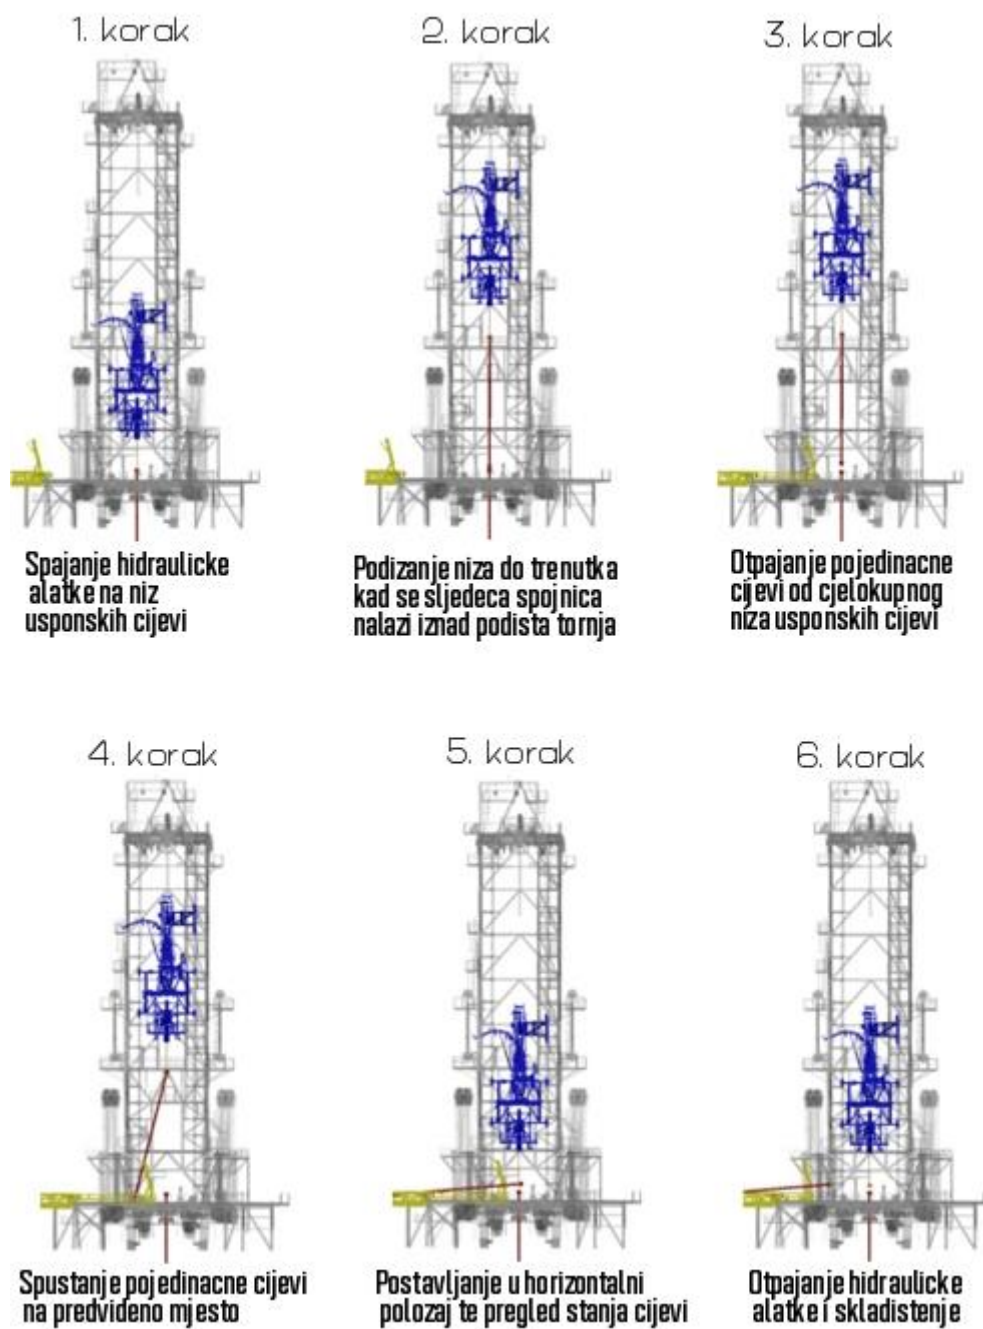 1. korak
2. korak
3. korak
Spajanje hidraulicke
alatke na niz
usponskih cijevi
Podizanje niza do trenutka
kad se sljedeca spojnica
nalazi iznad podista tornja
Otpajanje pojedinacne
cijevi od cjelokupnog
niza usponskih cijevi
4. korak
5. korak
6. korak
Spustanje pojedinacne cijevi
na predvideno mjesto
Postavljanje u horizontalni
polozaj te pregled stanja cijevi
Otpajanje hidraulicke
alatke i skladistenje